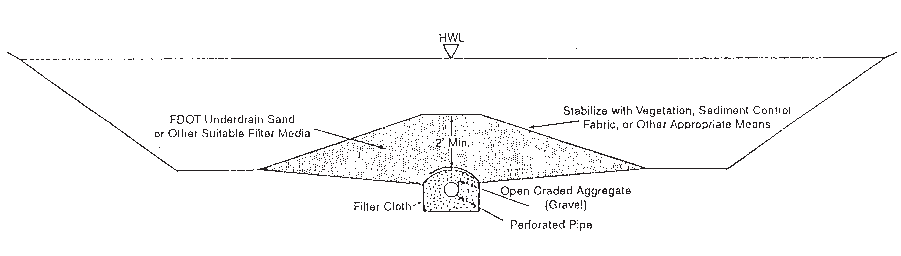 HWL
FDOT Underdrain Sand
or Other Suitable Filter Media
Stabilize with Vegetation, Sediment Control
Fabric, or Other Appropriate Means
2' Min.
Open Graded Aggregate
(Gravel)
Filter Cloth
Perforated Pipe